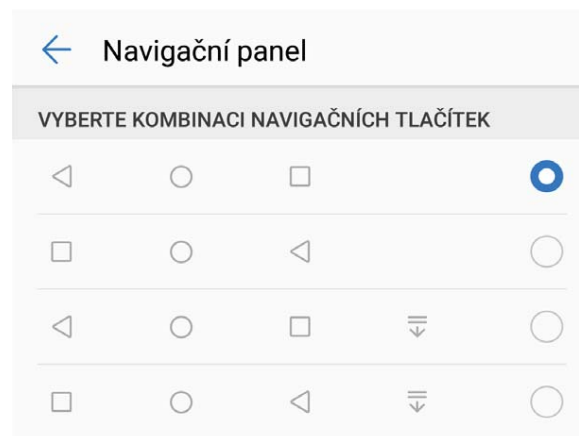 Navigační panel
VYBERTE KOMBINACI NAVIGAČNÍCH TLAČÍTEK